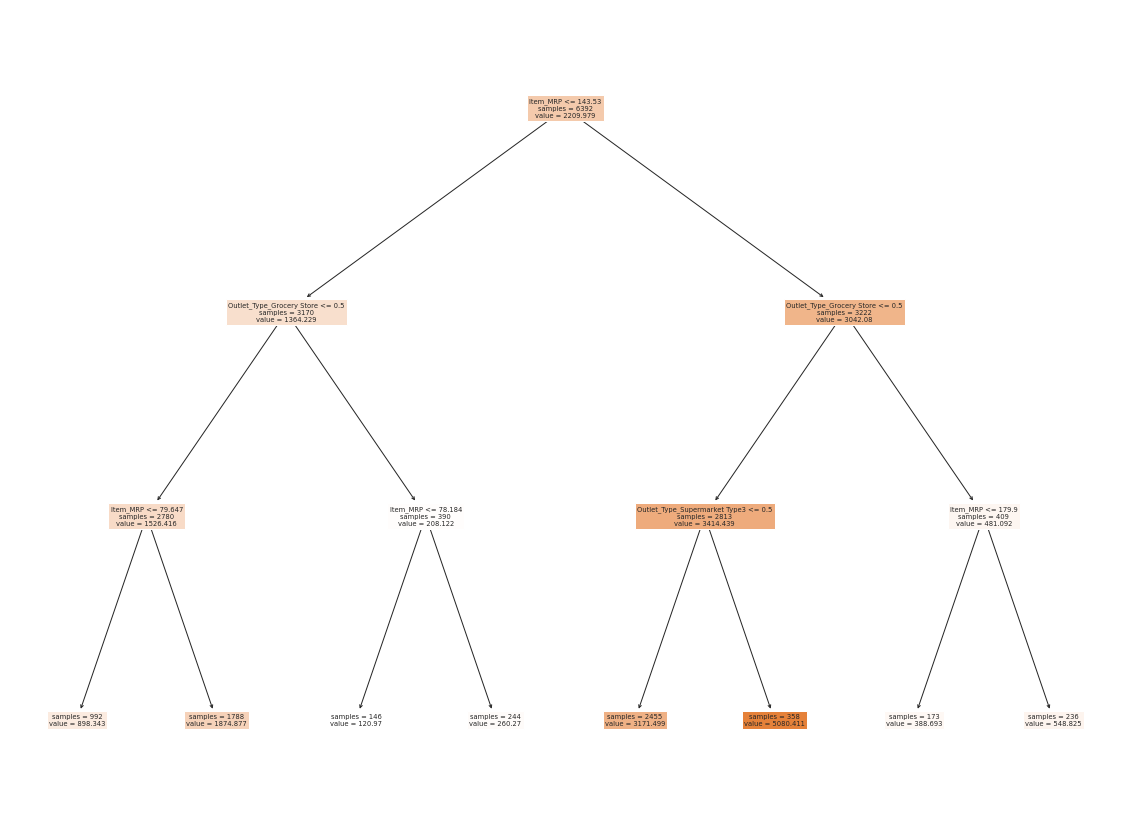 Item_MRP <= 143.53
samples = 6392
value = 2209.979
Outlet_Type_Grocery Store <= 0.5
samples = 3170
value = 1364.229
Outlet_Type_Grocery Store <= 0.5
samples = 3222
value = 3042.08
Item_MRP <= 79.647
samples = 2780
value = 1526.416
Item_MRP <= 78.184
samples = 390
value = 208.122
Outlet_Type_Supermarket Type3 <= 0.5
samples = 2813
value = 3414.439
Item_MRP <= 179.9
samples = 409
value = 481.092
samples = 992
value = 898.343
samples = 1788
value = 1874.877
samples = 146
value = 120.97
samples = 244
value = 260.27
samples = 2455
value = 3171.499
samples = 358
value = 5080.411
samples = 173
value = 388.693
samples = 236
value = 548.825